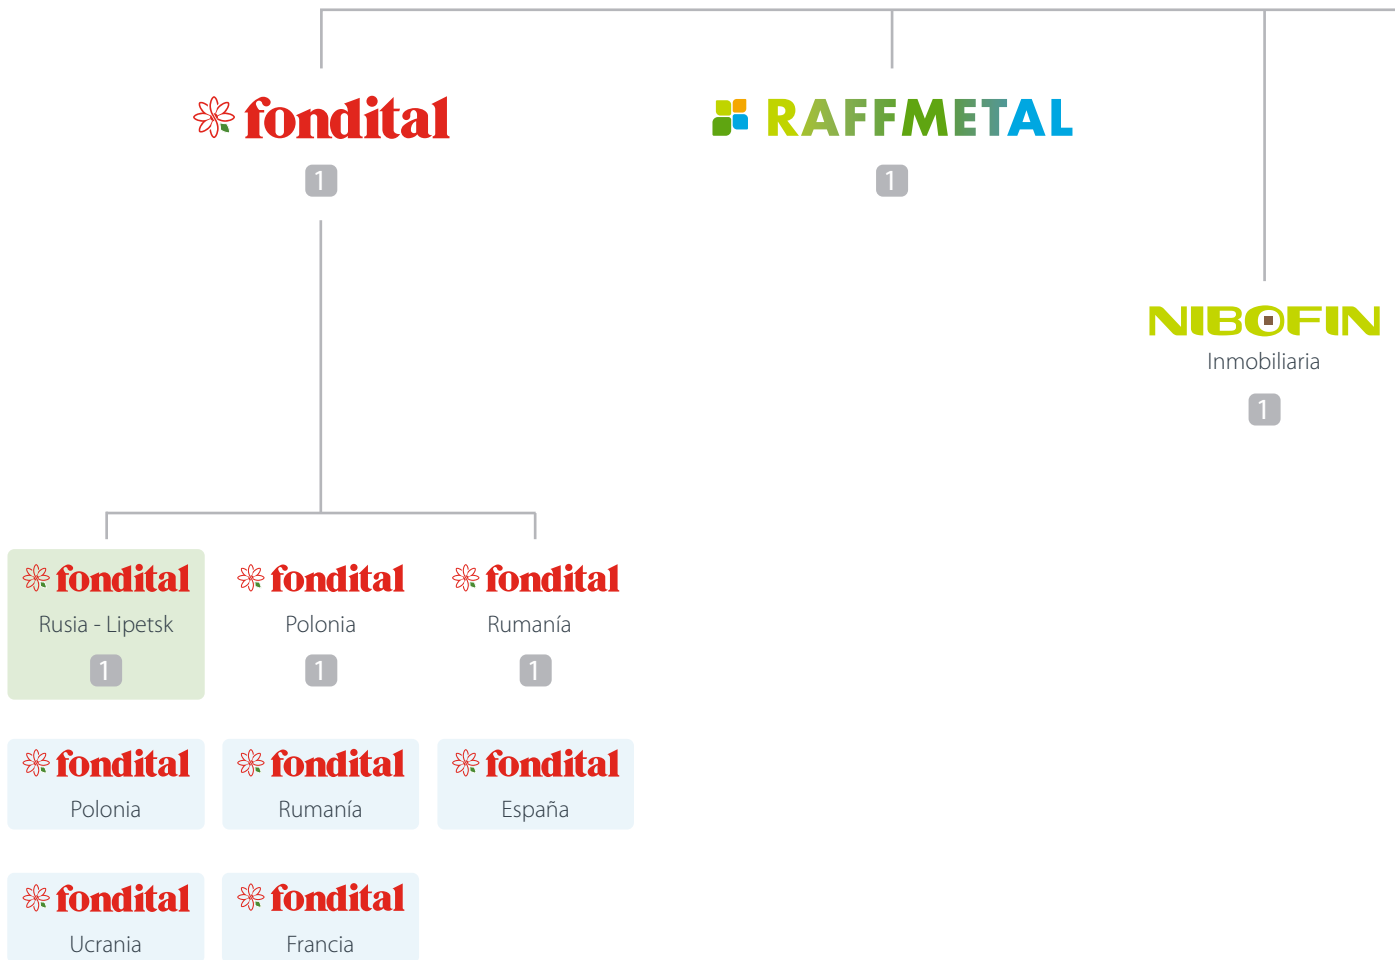 fondital
RAFFMETAL
1
1
NIBOFIN
Inmobiliaria
1
fondital
fondital
fondital
Rusia - Lipetsk
Polonia
Rumanía
1
1
1
fondital
fondital
fondital
Polonia
Rumanía
España
fondital
fondital
Ucrania
Francia